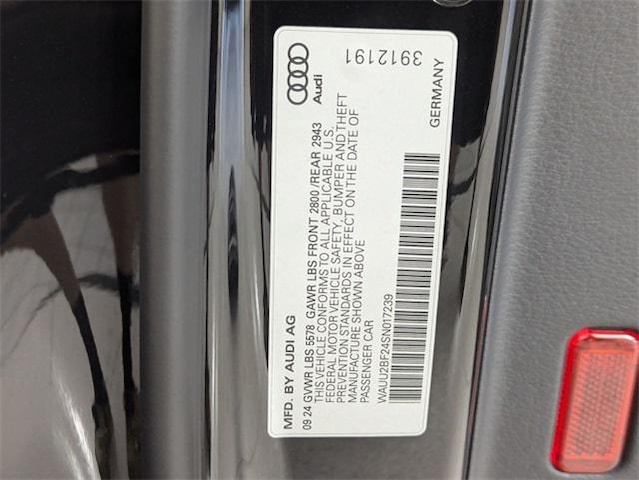 MFD. BY AUDI AG
09 24 GVWR LBS 5578 GAWR LBS FRONT 2800 /REAR 2943
THIS VEHICLE CONFORMS TO ALL APPLICABLE U.S.
FEDERAL MOTOR VEHICLE SAFETY, BUMPER AND THEFT
PREVENTION STANDARDS IN EFFECT ON THE DATE OF
MANUFACTURE SHOWN ABOVE
PASSENGER CAR
WAUU2BF24SN017239
GERMANY
Audi
3912191